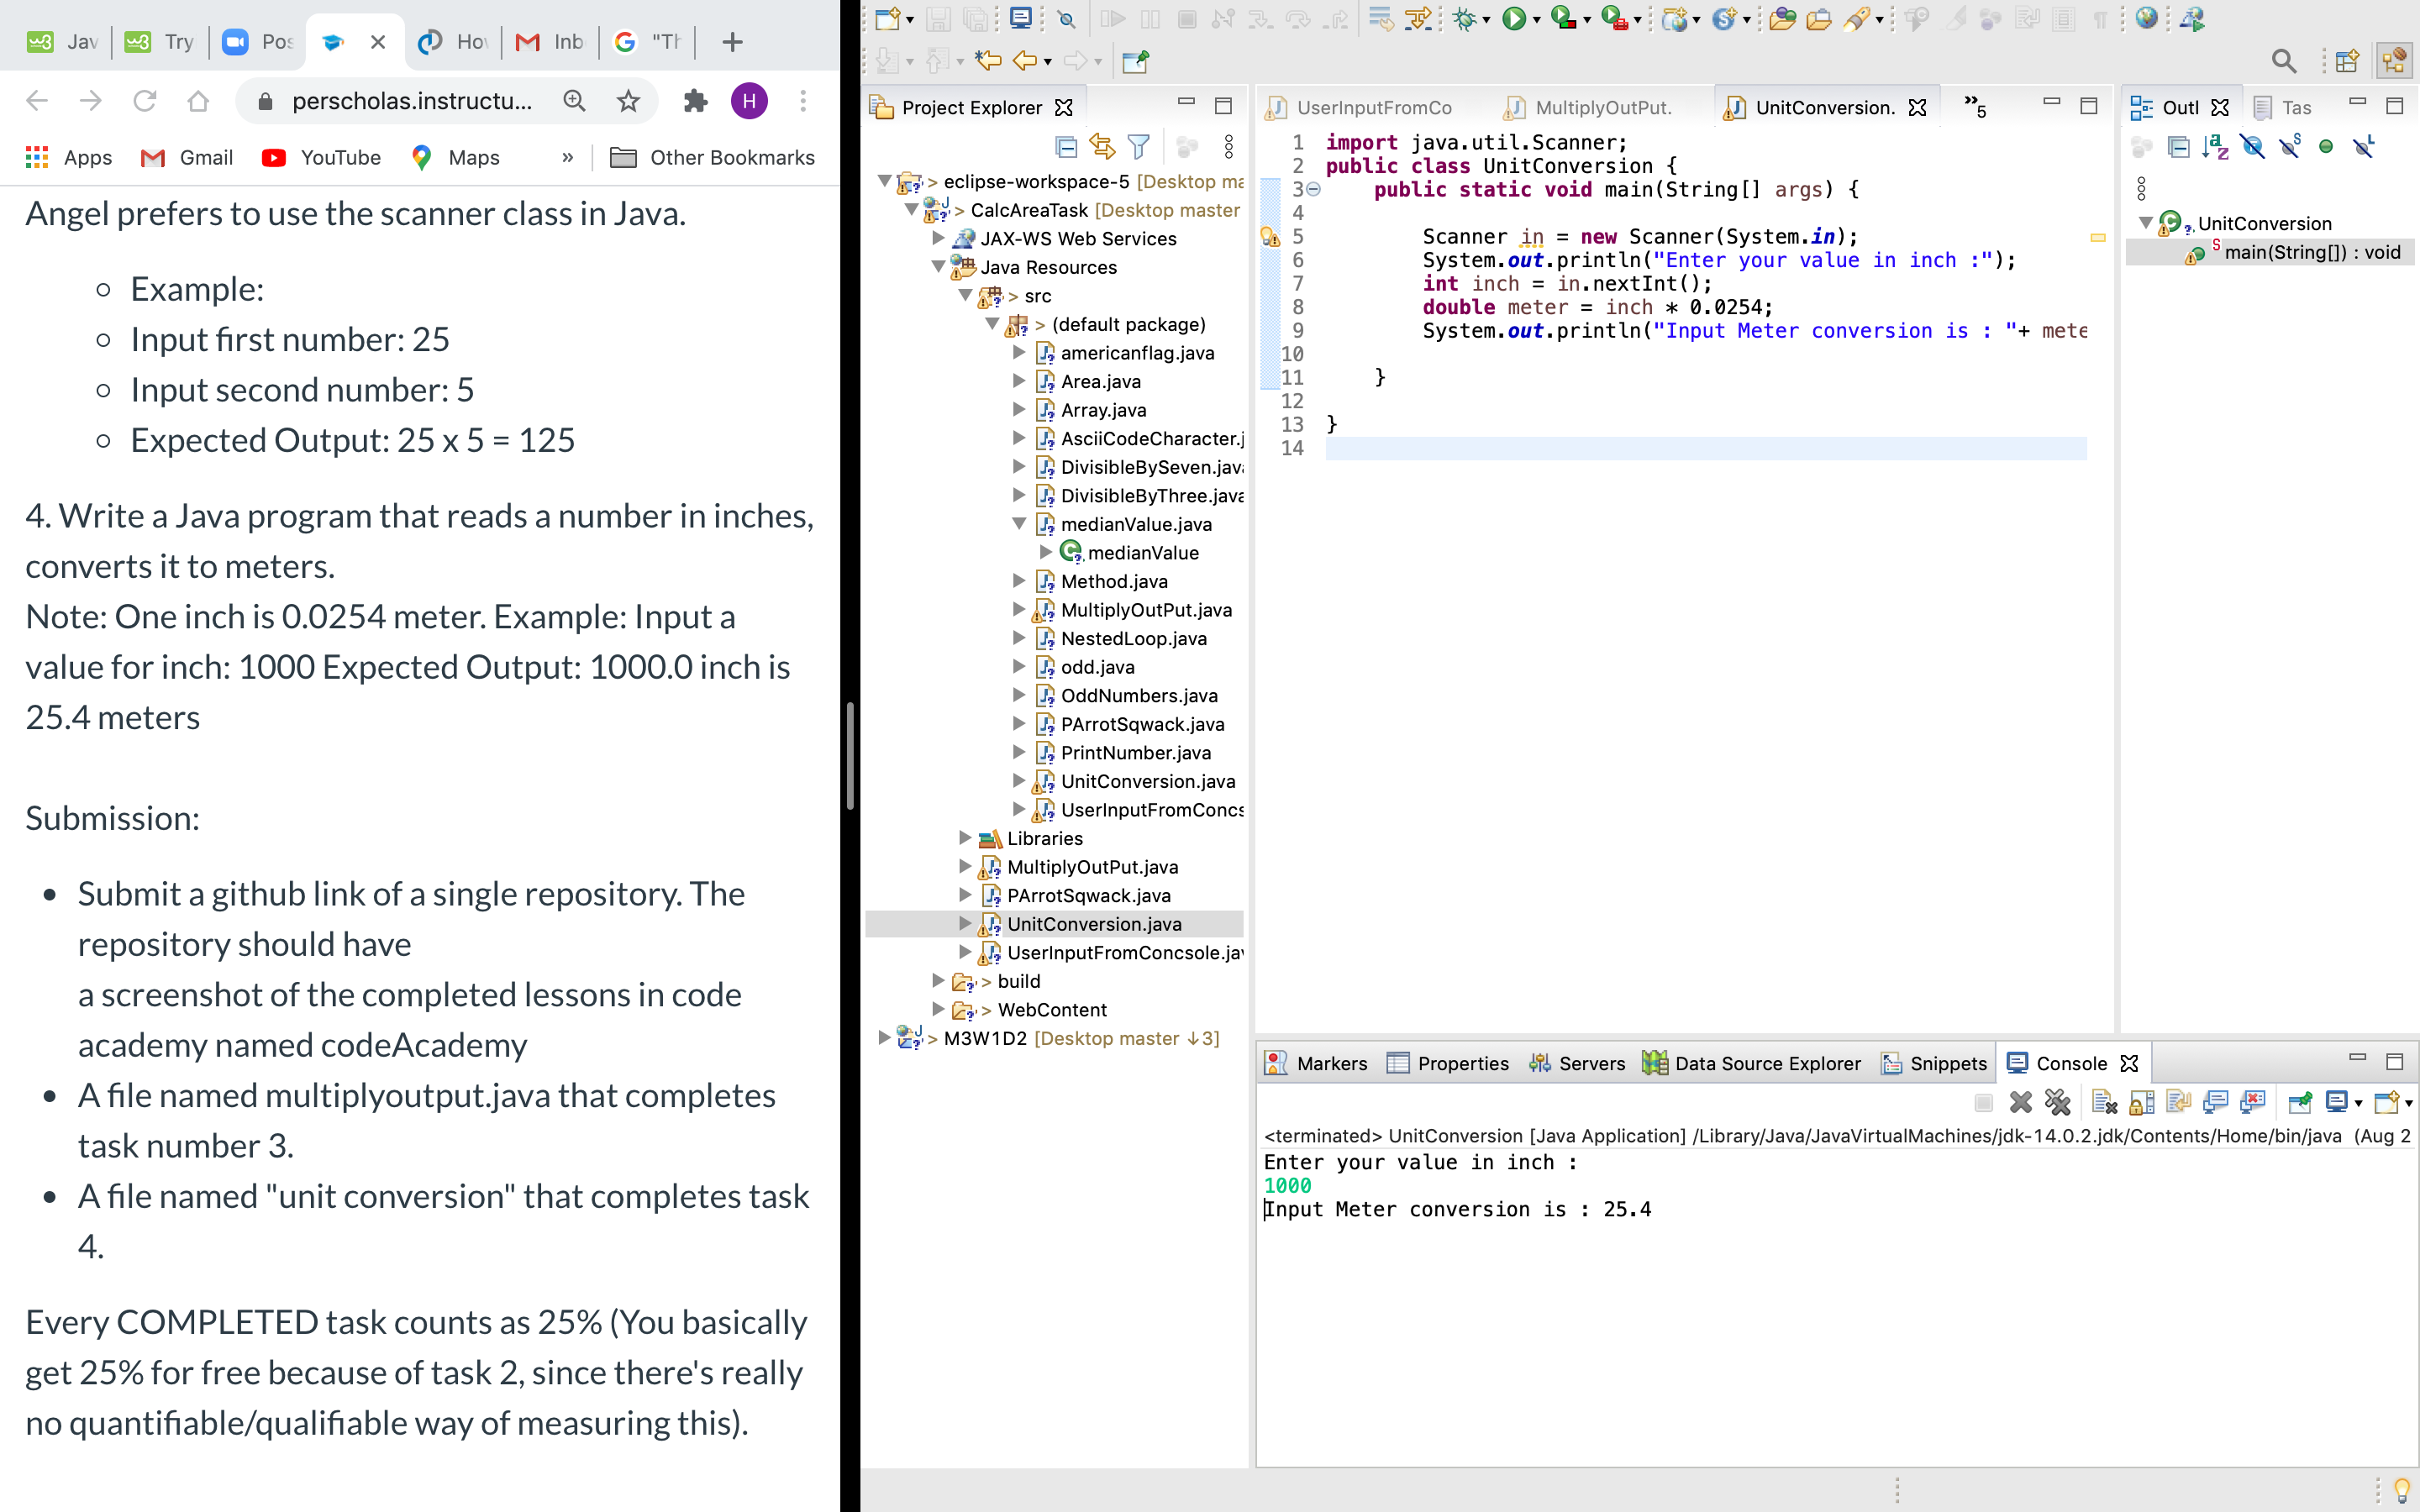 Jav
Try
Pos
Hov
Inb
"Th
perscholas.instructu...
H
Apps
Gmail
YouTube
Maps
»
Other Bookmarks
Angel prefers to use the scanner class in Java.
Example:
Input first number: 25
Input second number: 5
Expected Output: 25 x 5 = 125
4. Write a Java program that reads a number in inches,
converts it to meters.
Note: One inch is 0.0254 meter. Example: Input a
value for inch: 1000 Expected Output: 1000.0 inch is
25.4 meters
Submission:
Submit a github link of a single repository. The
repository should have
a screenshot of the completed lessons in code
academy named codeAcademy
A file named multiplyoutput.java that completes
task number 3.
A file named "unit conversion" that completes task
4.
Every COMPLETED task counts as 25% (You basically
get 25% for free because of task 2, since there's really
no quantifiable/qualifiable way of measuring this).
Project Explorer
> eclipse-workspace-5 [Desktop ma
> CalcAreaTask [Desktop master
JAX-WS Web Services
Java Resources
> src
> (default package)
americanflag.java
Area.java
Array.java
AsciiCodeCharacter.j
DivisibleBySeven.java
DivisibleByThree.java
medianValue.java
medianValue
Method.java
MultiplyOutPut.java
NestedLoop.java
odd.java
OddNumbers.java
PArrotSqwack.java
PrintNumber.java
UnitConversion.java
UserInputFromConcs
Libraries
MultiplyOutPut.java
PArrotSqwack.java
UnitConversion.java
UserInputFromConcsole.jav
> build
> WebContent
> M3W1D2 [Desktop master ↓3]
UserInputFromCo
MultiplyOutPut.
UnitConversion.
»5
1 import java.util.Scanner;
2 public class UnitConversion {
3 public static void main(String[] args) {
4
5 Scanner in = new Scanner(System.in);
6 System.out.println("Enter your value in inch :");
7 int inch = in.nextInt();
8 double meter = inch * 0.0254;
9 System.out.println("Input Meter conversion is : "+ mete
10
11 }
12
13 }
14
Outl
Tas
UnitConversion
main(String[]) : void
Markers
Properties
Servers
Data Source Explorer
Snippets
Console
<terminated> UnitConversion [Java Application] /Library/Java/JavaVirtualMachines/jdk-14.0.2.jdk/Contents/Home/bin/java (Aug 2
Enter your value in inch :
1000
Input Meter conversion is : 25.4